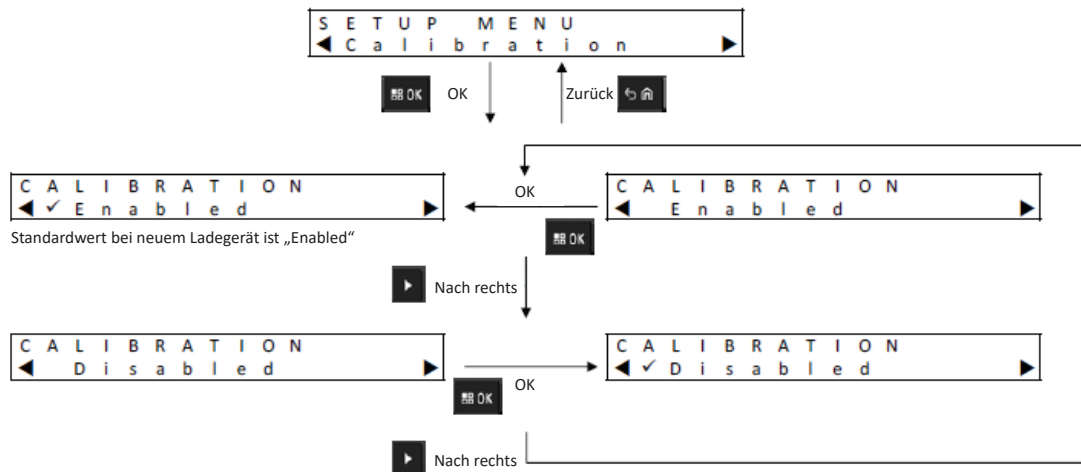 SETUP MENU
◀ Calibration ▶
OK OK Zurück
OK
CALIBRATION
◀ ✓ Enabled ▶
CALIBRATION
◀ Enabled ▶
Standardwert bei neuem Ladegerät ist „Enabled“
OK
Nach rechts
CALIBRATION
◀ Disabled ▶
CALIBRATION
◀ ✓ Disabled ▶
OK
OK
Nach rechts